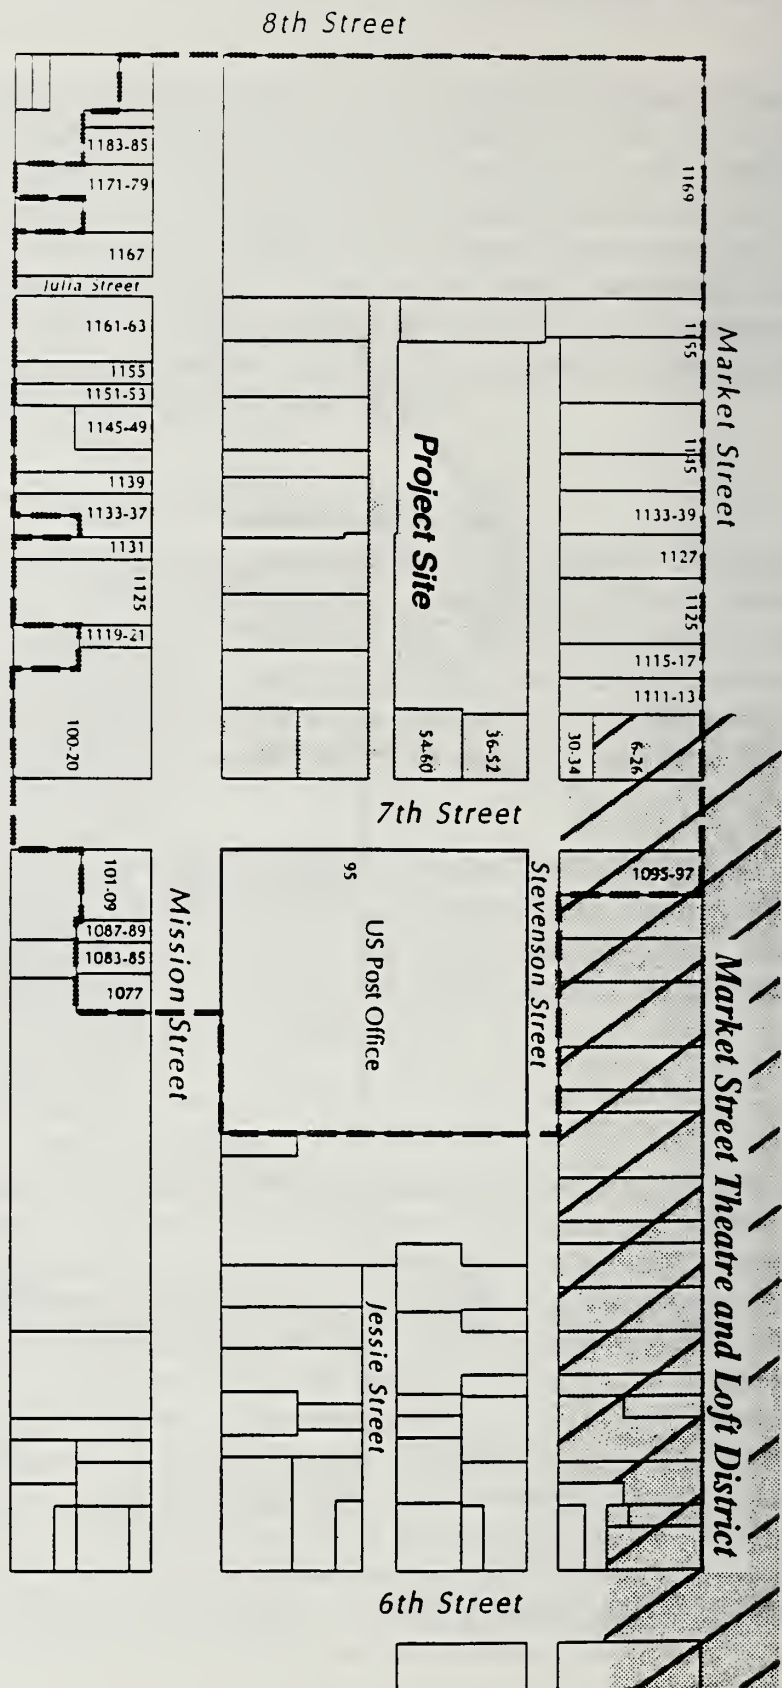 8th Street
1183-85
1171-79
1167
Julia Street
1161-63
1155
1151-53
1145-49
1139
1133-37
1131
1125
1119-21
100-20
1169
1155
1145
1133-39
1127
1125
1115-17
1111-13
Market Street
Project Site
54-60
36-52
30-34
6-26
7th Street
101-09
1087-89
1083-85
1077
Mission Street
95
US Post Office
Stevenson Street
1095-97
Market Street Theatre and Loft District
Jessie Street
6th Street